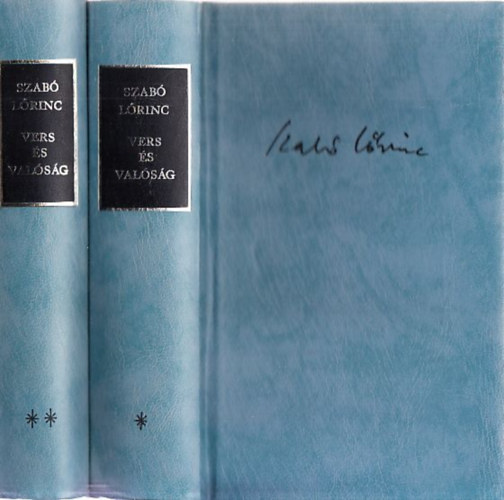 SZABÓ
LŐRINC
VERS
ÉS
VALÓSÁG
**
SZABÓ
LŐRINC
VERS
ÉS
VALÓSÁG
*
Szabó Lőrinc